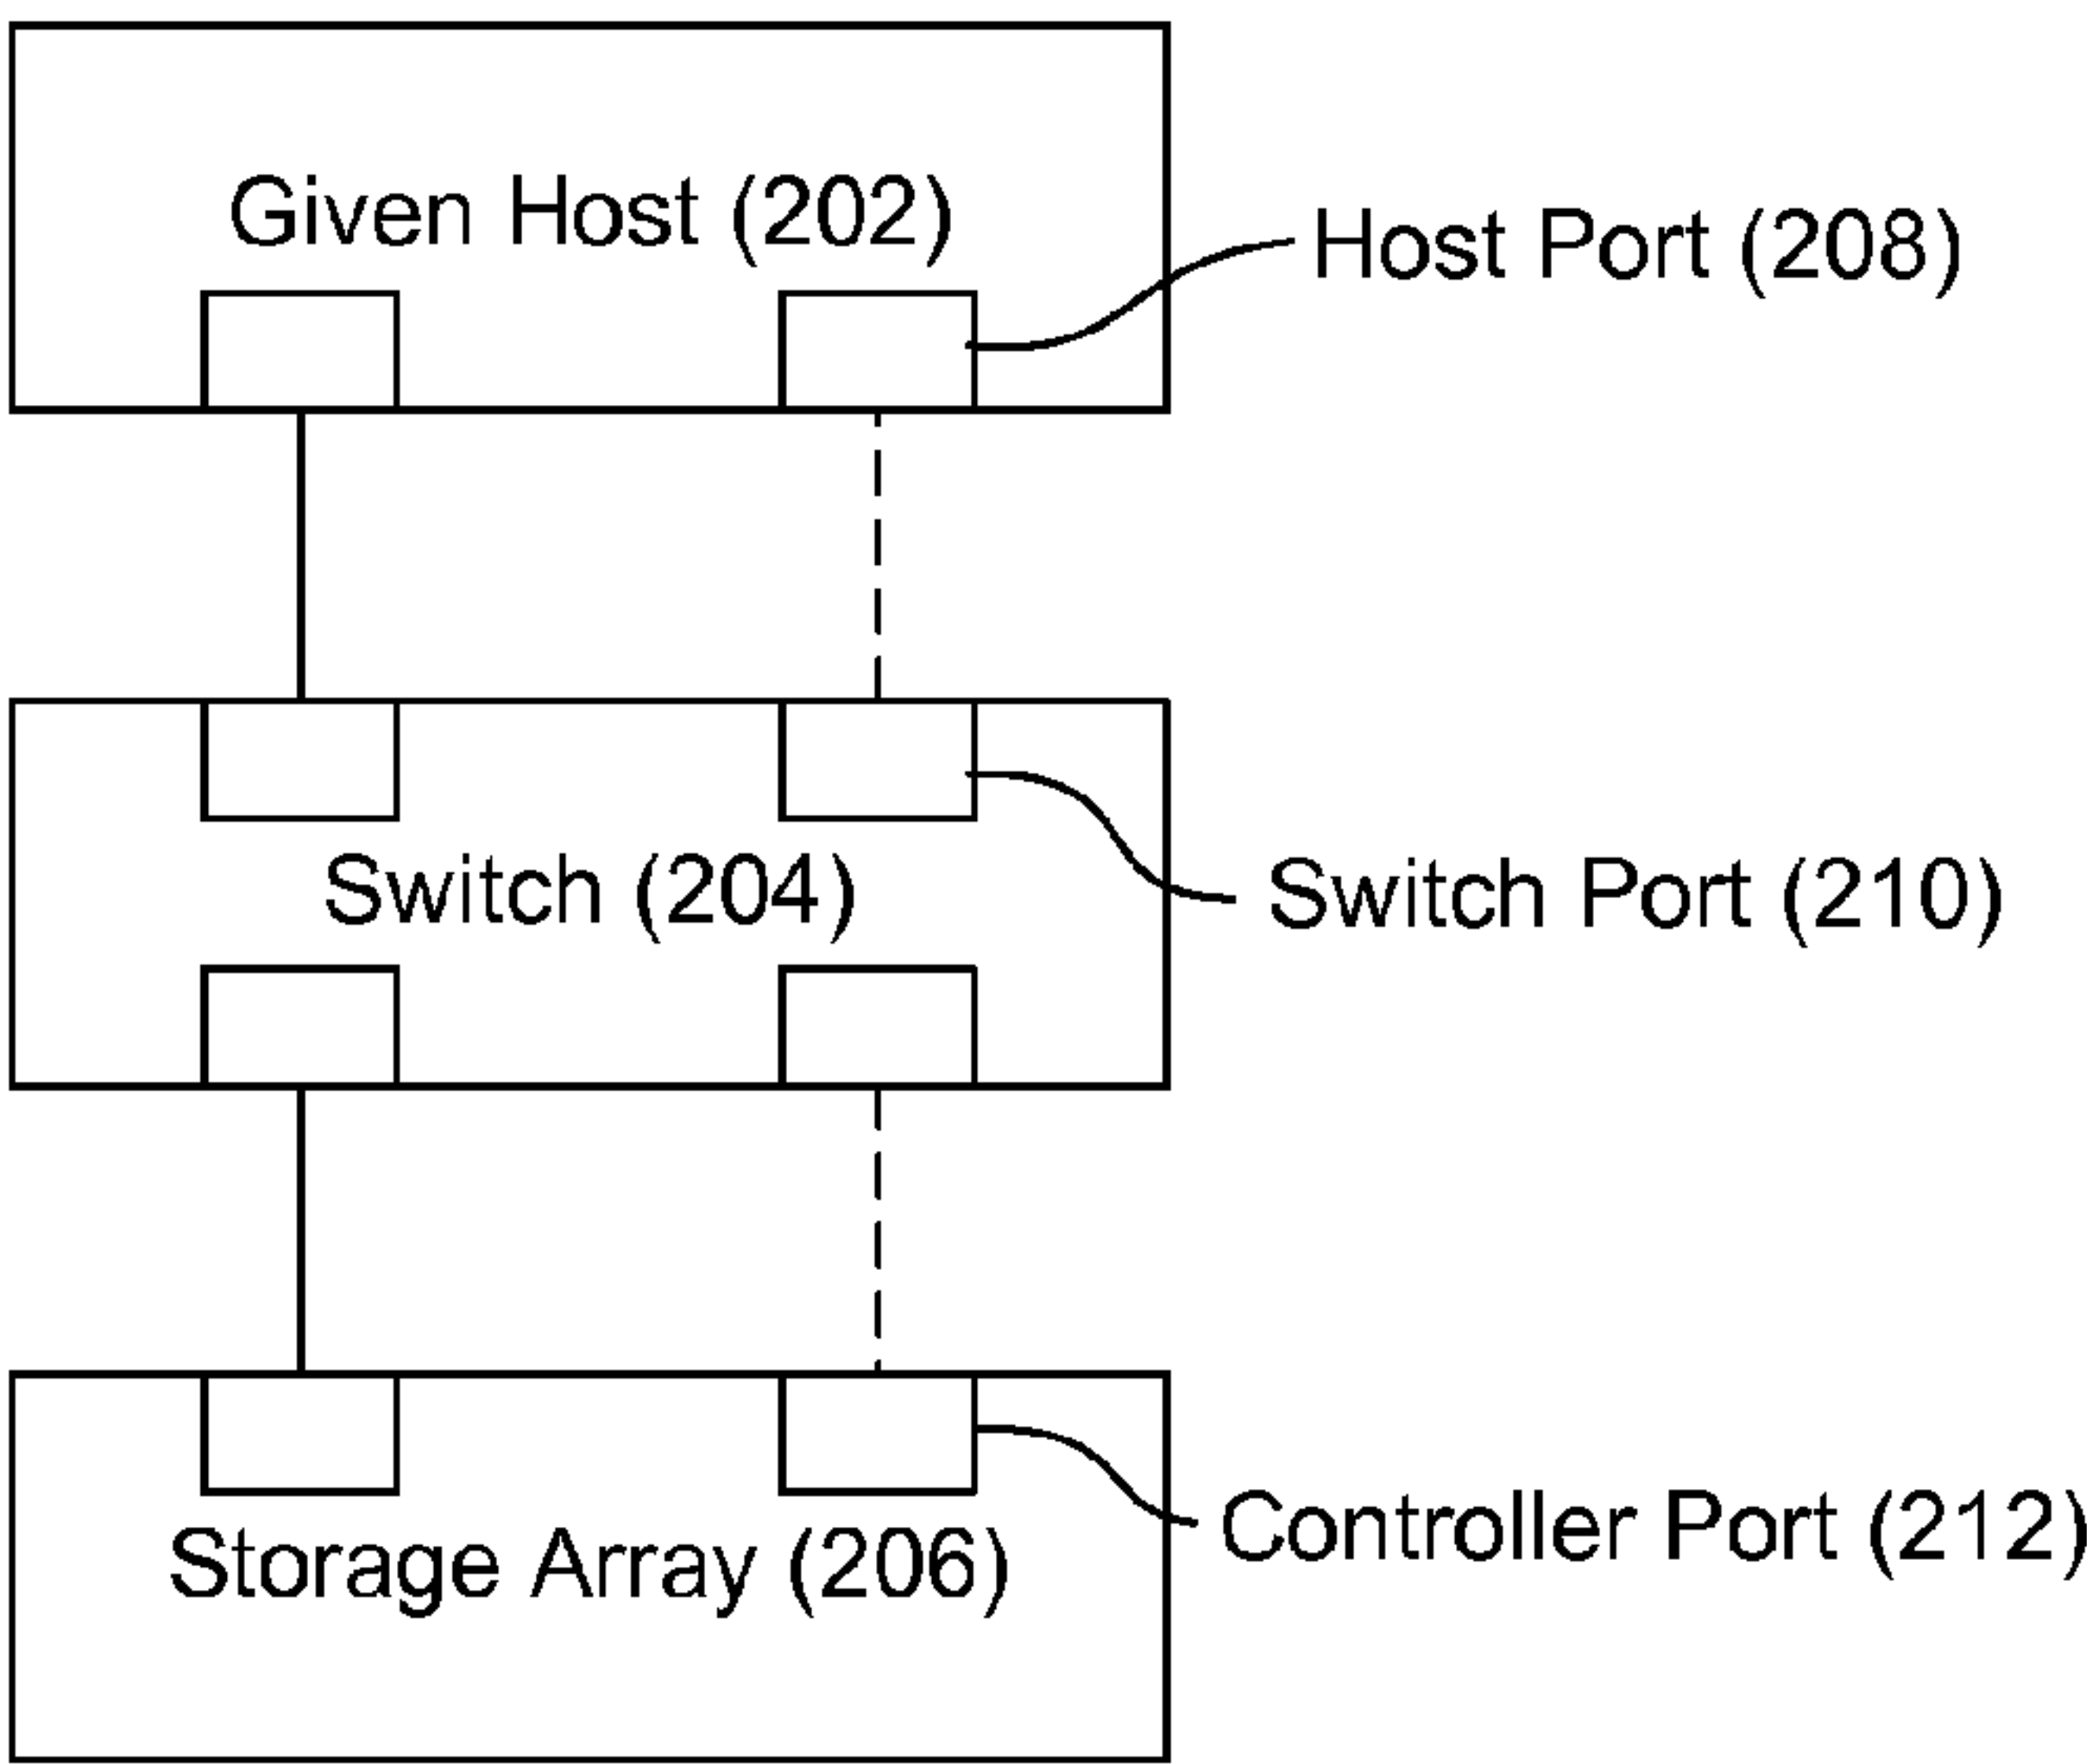 Given Host (202)
Host Port (208)
Switch (204)
Switch Port (210)
Controller Port (212)
Storage Array (206)